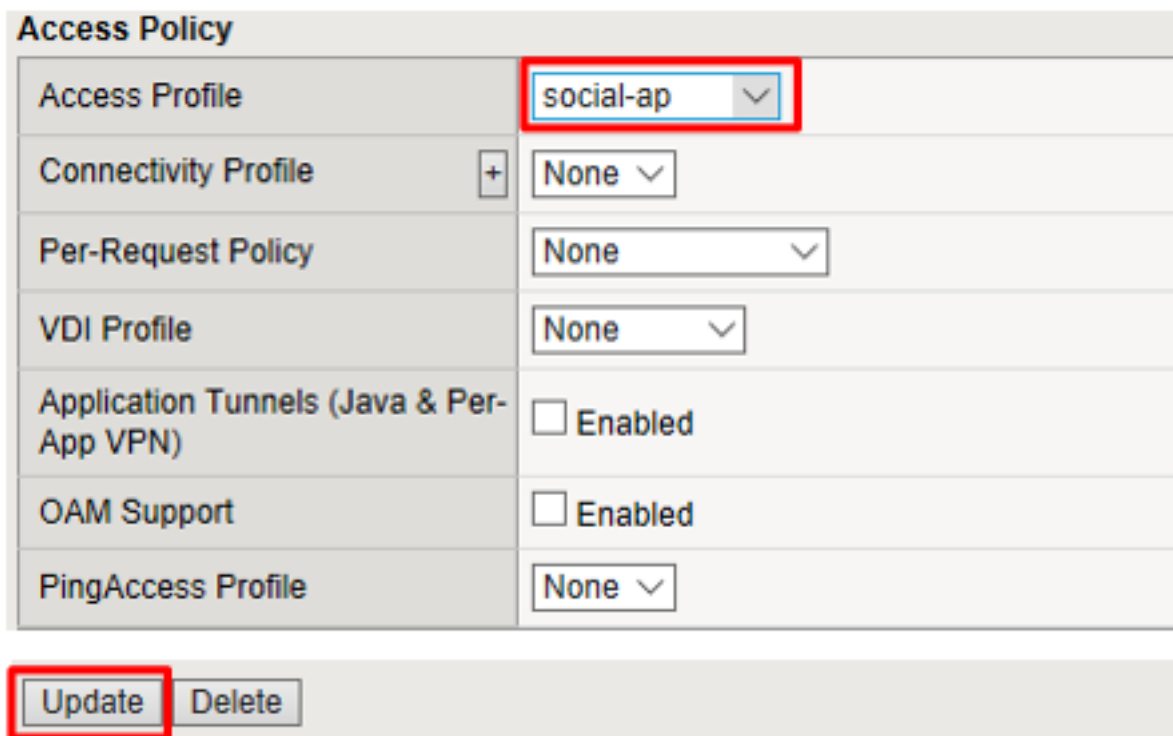 Access Policy
Access Profile
social-ap
Connectivity Profile
+
None
Per-Request Policy
None
VDI Profile
None
Application Tunnels (Java & Per-
App VPN)
Enabled
OAM Support
Enabled
PingAccess Profile
None
Update Delete